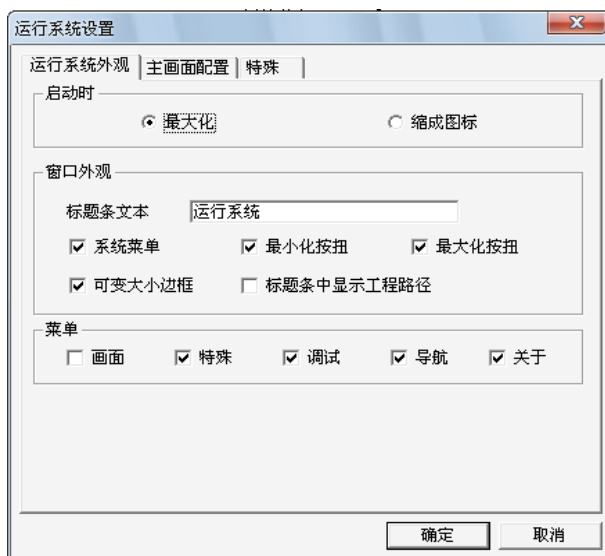 运行系统设置
运行系统外观 主画面配置 特殊
启动时
最大化 缩成图标
窗口外观
标题条文本 运行系统
系统菜单 最小化按扭 最大化按扭
可变大小边框 标题条中显示工程路径
菜单
画面 特殊 调试 导航 关于
确定 取消